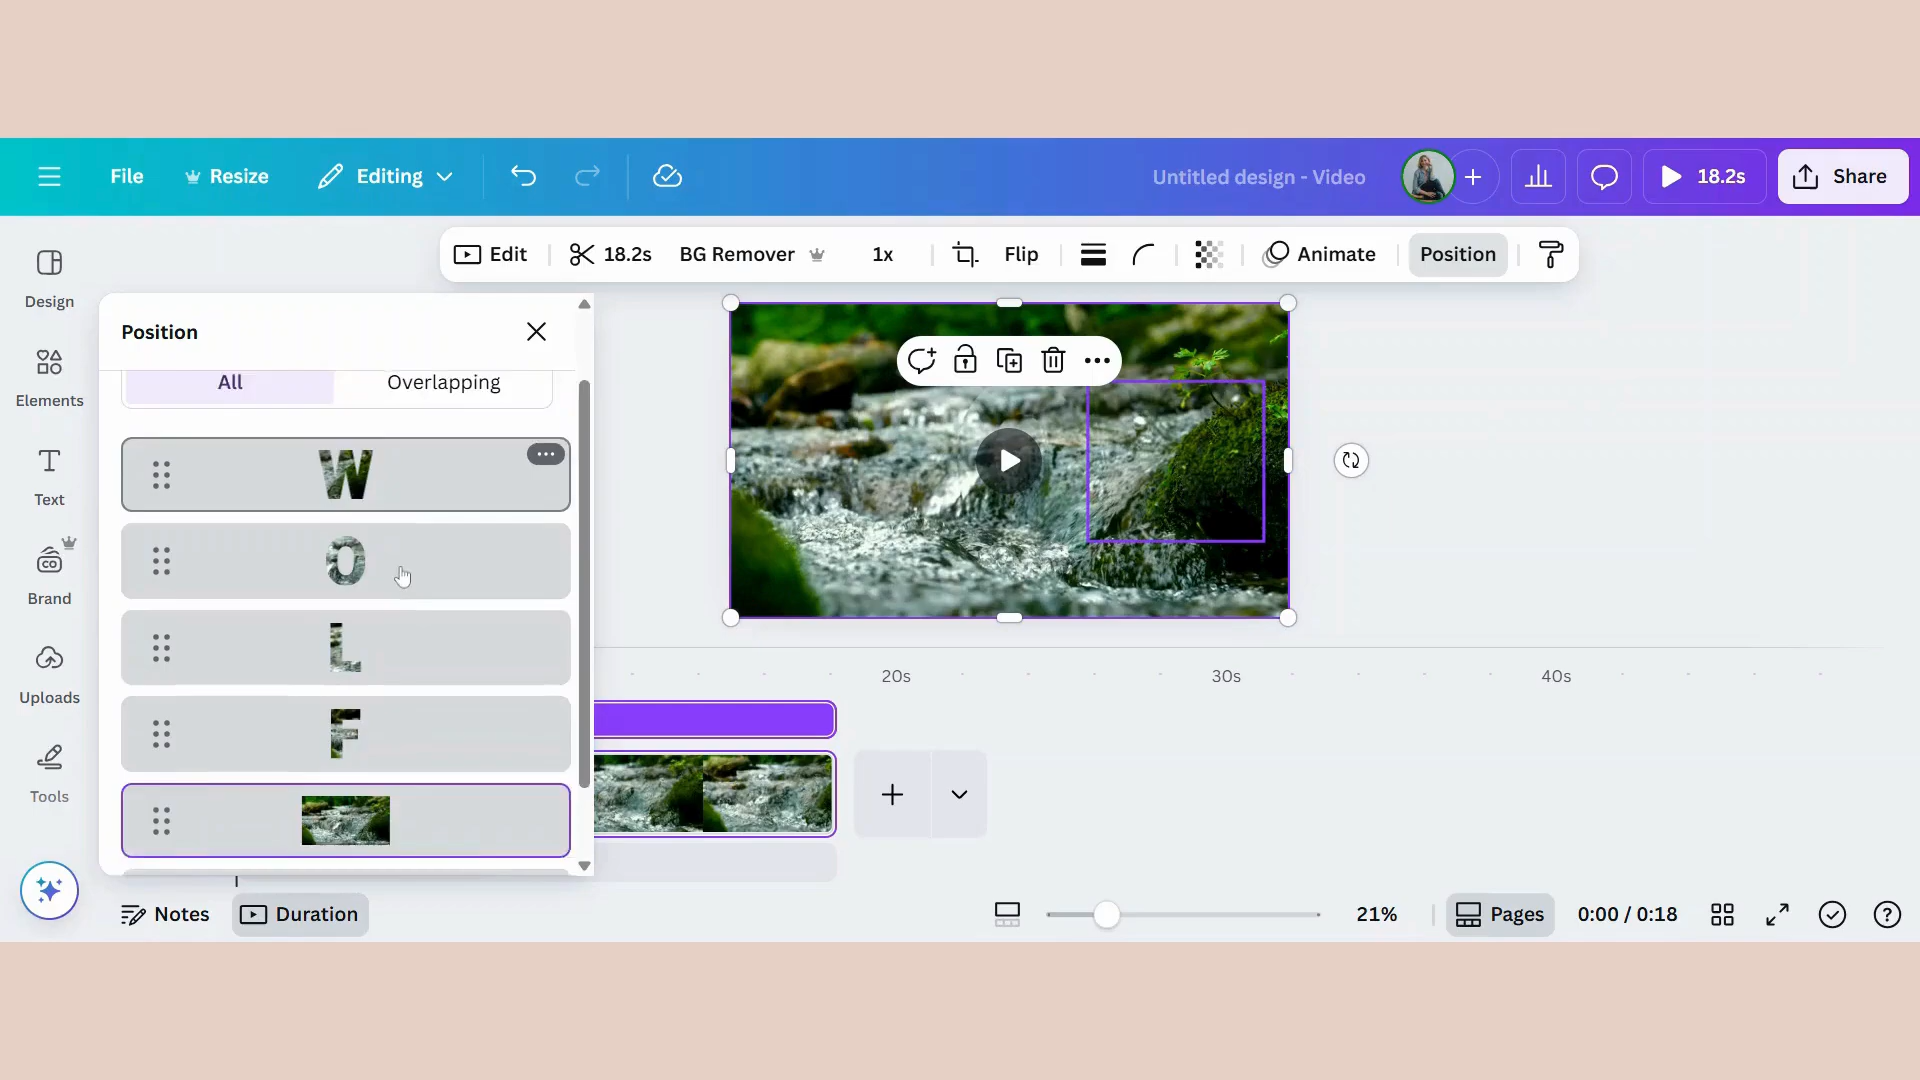 File
Resize
Editing
Untitled design - Video
18.2s
Share
Edit
18.2s
BG Remover
1x
Flip
Animate
Position
Design
Elements
Text
CO
Brand
Uploads
Tools
Position
All
Overlapping
W
O
L
F
20s
30s
40s
Notes
Duration
21%
Pages
0:00 / 0:18